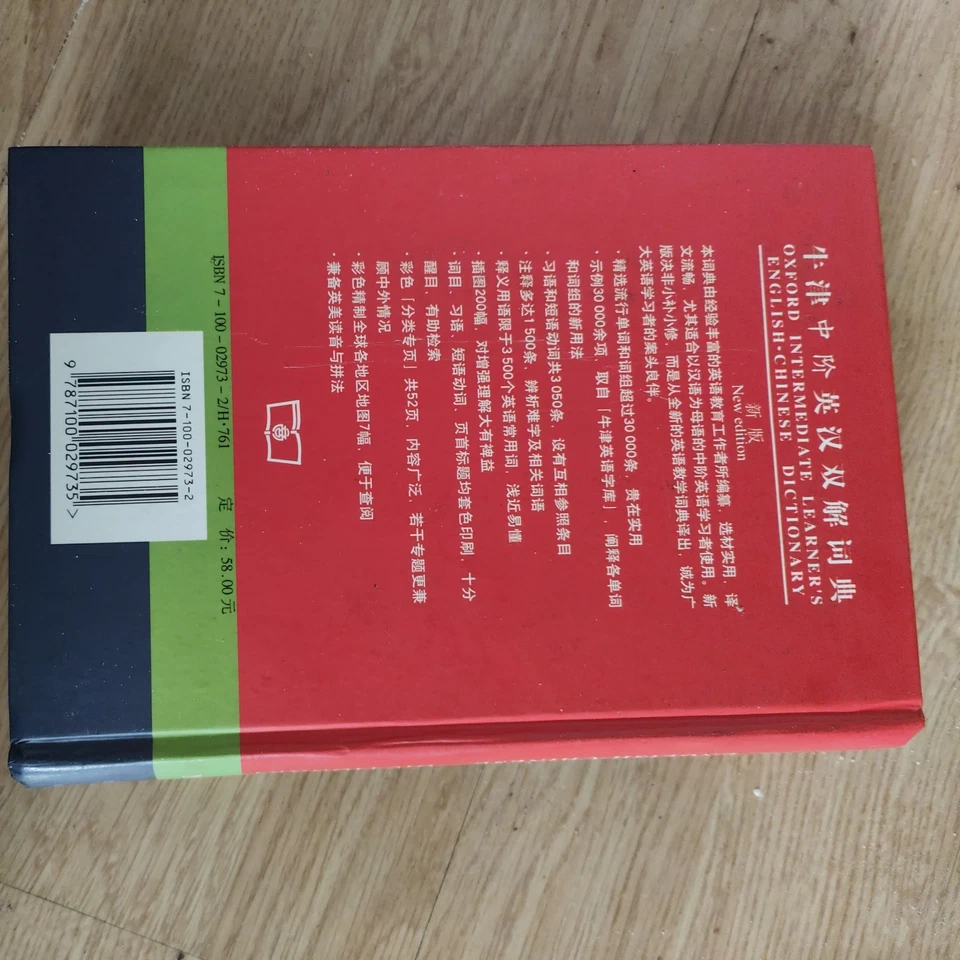 牛津中阶英汉双解词典
OXFORD INTERMEDIATE LEARNER'S
ENGLISH·CHINESE DICTIONARY
新版
New edition
本词典由经验丰富的英语教育工作者所编纂，选材实用，译
文流畅，尤其适合以汉语为母语的中阶英语学习者使用。新
版决非小补小修，而是从全新的英语教学词典译出，诚为广
大英语学习者的案头良伴。
·精选流行单词和词组超过30000条，贵在实用
·示例30000余项，取自「牛津英语字库」，阐释各单词
和词组的新用法
·习语和短语动词共3050条，设有互相参照条目
·注释多达1500条，辨析难字及相关词语
·释义用语限于3500个英语常用词，浅近易懂
·插图200幅，对增强理解大有裨益
·词目、习语、短语动词、页首标题均套色印刷，十分
醒目，有助检索
·彩色「分类专页」共52页，内容广泛，若干专题更兼
顾中外情况
·彩色精制全球各地区地图7幅，便于查阅
·兼备英美读音与拼法
ISBN 7-100-02973-2/H·761
定价：58.00元
ISBN 7-100-02973-2
9 787100 029735 >